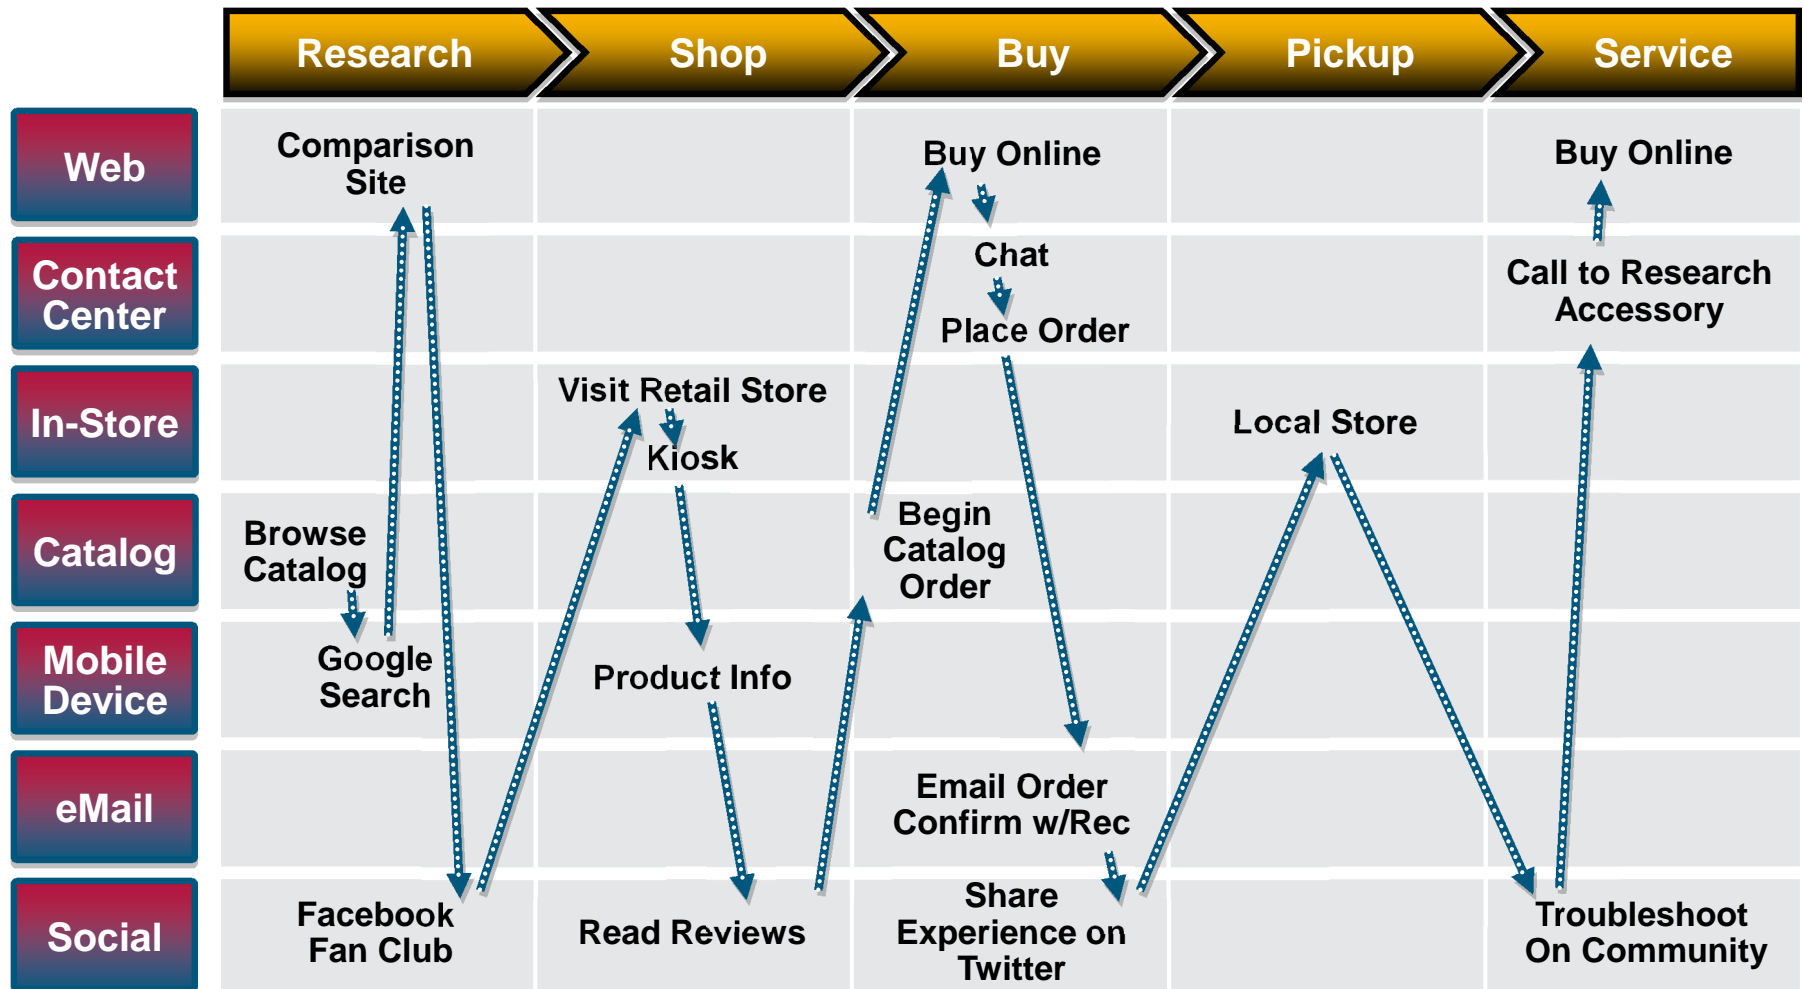 Research
Shop
Buy
Pickup
Service
Web
Comparison
Site
Buy Online
Buy Online
Contact
Center
Chat
Place Order
Call to Research
Accessory
In-Store
Visit Retail Store
Kiosk
Local Store
Catalog
Browse
Catalog
Begin
Catalog
Order
Mobile
Device
Google
Search
Product Info
eMail
Email Order
Confirm w/Rec
Social
Facebook
Fan Club
Read Reviews
Share
Experience on
Twitter
Troubleshoot
On Community